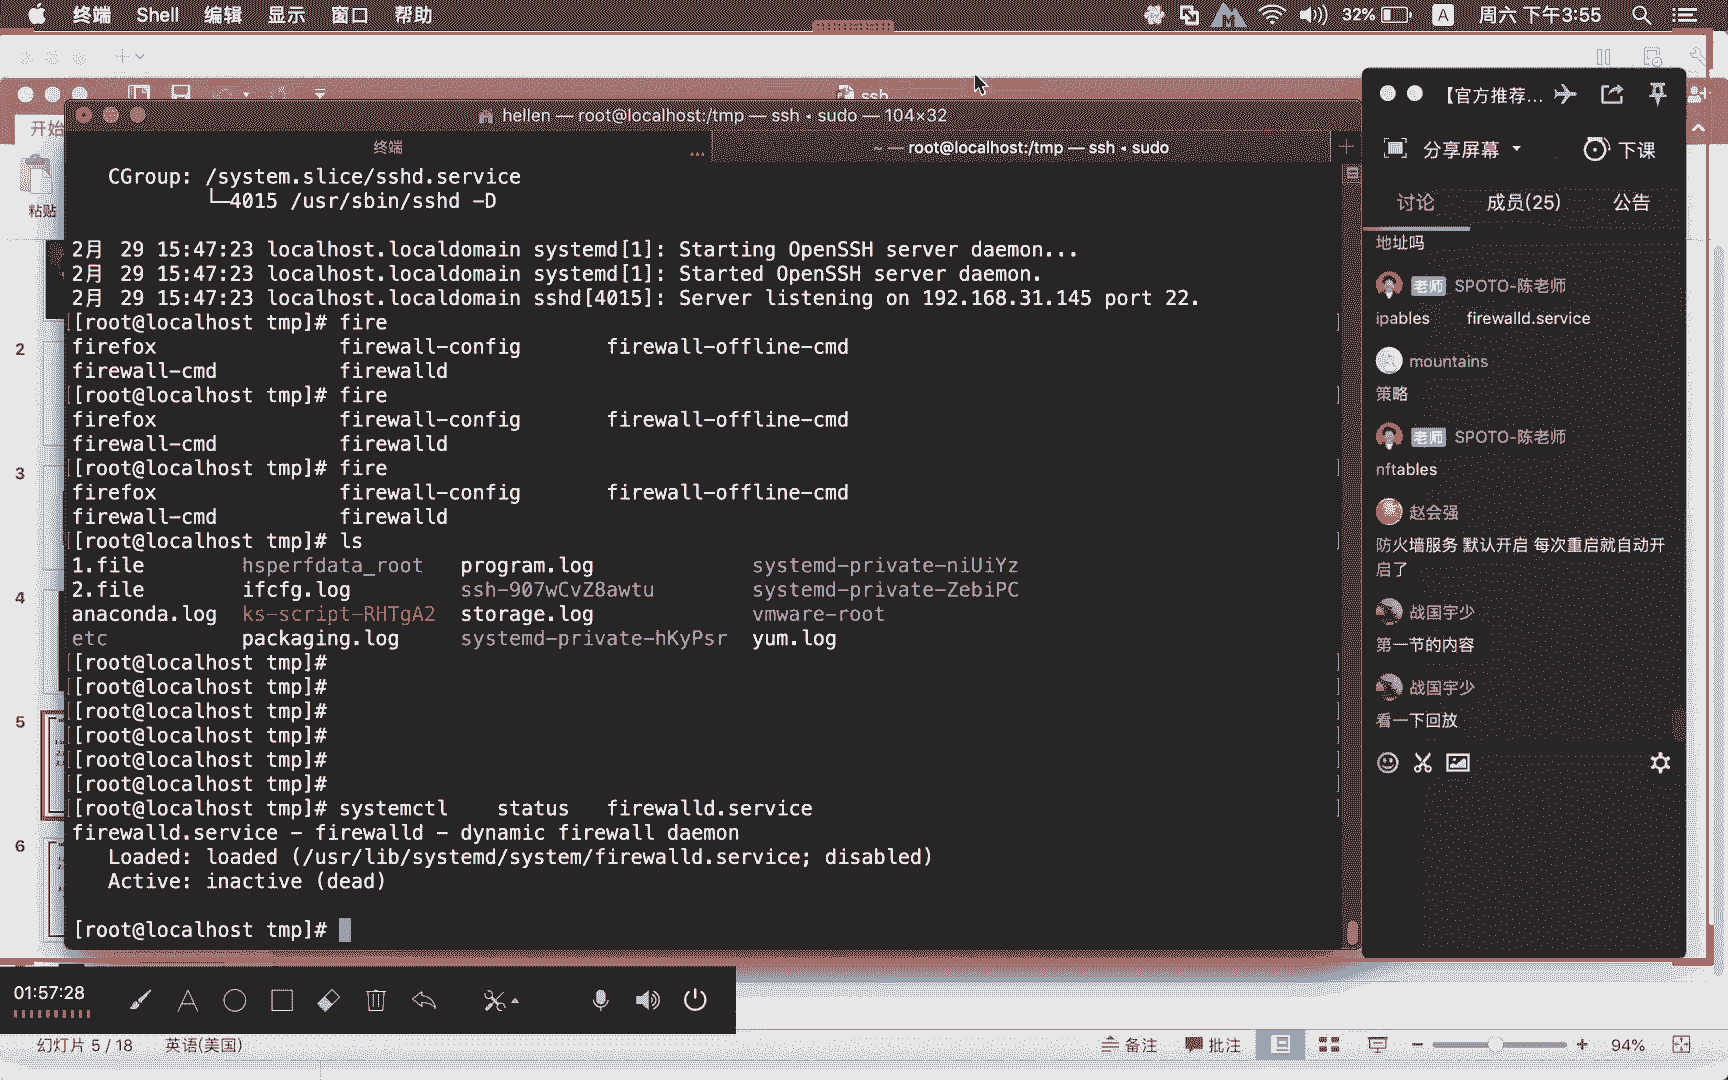 终端 Shell 编辑 显示 窗口 帮助 32% A 周六 下午3:55
ssh
开始
粘贴
hellen — root@localhost:/tmp — ssh • sudo — 104×32
终端 ... ~ — root@localhost:/tmp — ssh • sudo
CGroup: /system.slice/sshd.service
└─4015 /usr/sbin/sshd -D
2月 29 15:47:23 localhost.localdomain systemd[1]: Starting OpenSSH server daemon...
2月 29 15:47:23 localhost.localdomain systemd[1]: Started OpenSSH server daemon.
2月 29 15:47:23 localhost.localdomain sshd[4015]: Server listening on 192.168.31.145 port 22.
[[root@localhost tmp]# fire ]
firefox firewall-config firewall-offline-cmd
firewall-cmd firewalld
[[root@localhost tmp]# fire ]
firefox firewall-config firewall-offline-cmd
firewall-cmd firewalld
[[root@localhost tmp]# fire ]
firefox firewall-config firewall-offline-cmd
firewall-cmd firewalld
[[root@localhost tmp]# ls ]
1.file hsperfdata_root program.log systemd-private-niUiYz
2.file ifcfg.log ssh-907wCvZ8awtu systemd-private-ZebiPC
anaconda.log ks-script-RHTgA2 storage.log vmware-root
etc packaging.log systemd-private-hKyPsr yum.log
[[root@localhost tmp]# ]
[[root@localhost tmp]# ]
[[root@localhost tmp]# ]
[[root@localhost tmp]# ]
[[root@localhost tmp]# ]
[[root@localhost tmp]# ]
[[root@localhost tmp]# systemctl status firewalld.service ]
firewalld.service - firewalld - dynamic firewall daemon
Loaded: loaded (/usr/lib/systemd/system/firewalld.service; disabled)
Active: inactive (dead)
[root@localhost tmp]#
2
3
4
5
6
【官方推荐...
分享屏幕 下课
讨论 成员(25) 公告
地址吗
老师 SPOTO-陈老师
ipables firewalld.service
mountains
策略
老师 SPOTO-陈老师
nftables
赵会强
防火墙服务 默认开启 每次重启就自动开
启了
战国宇少
第一节的内容
战国宇少
看一下回放
01:57:28
幻灯片 5 / 18 英语(美国) 备注 批注 94%